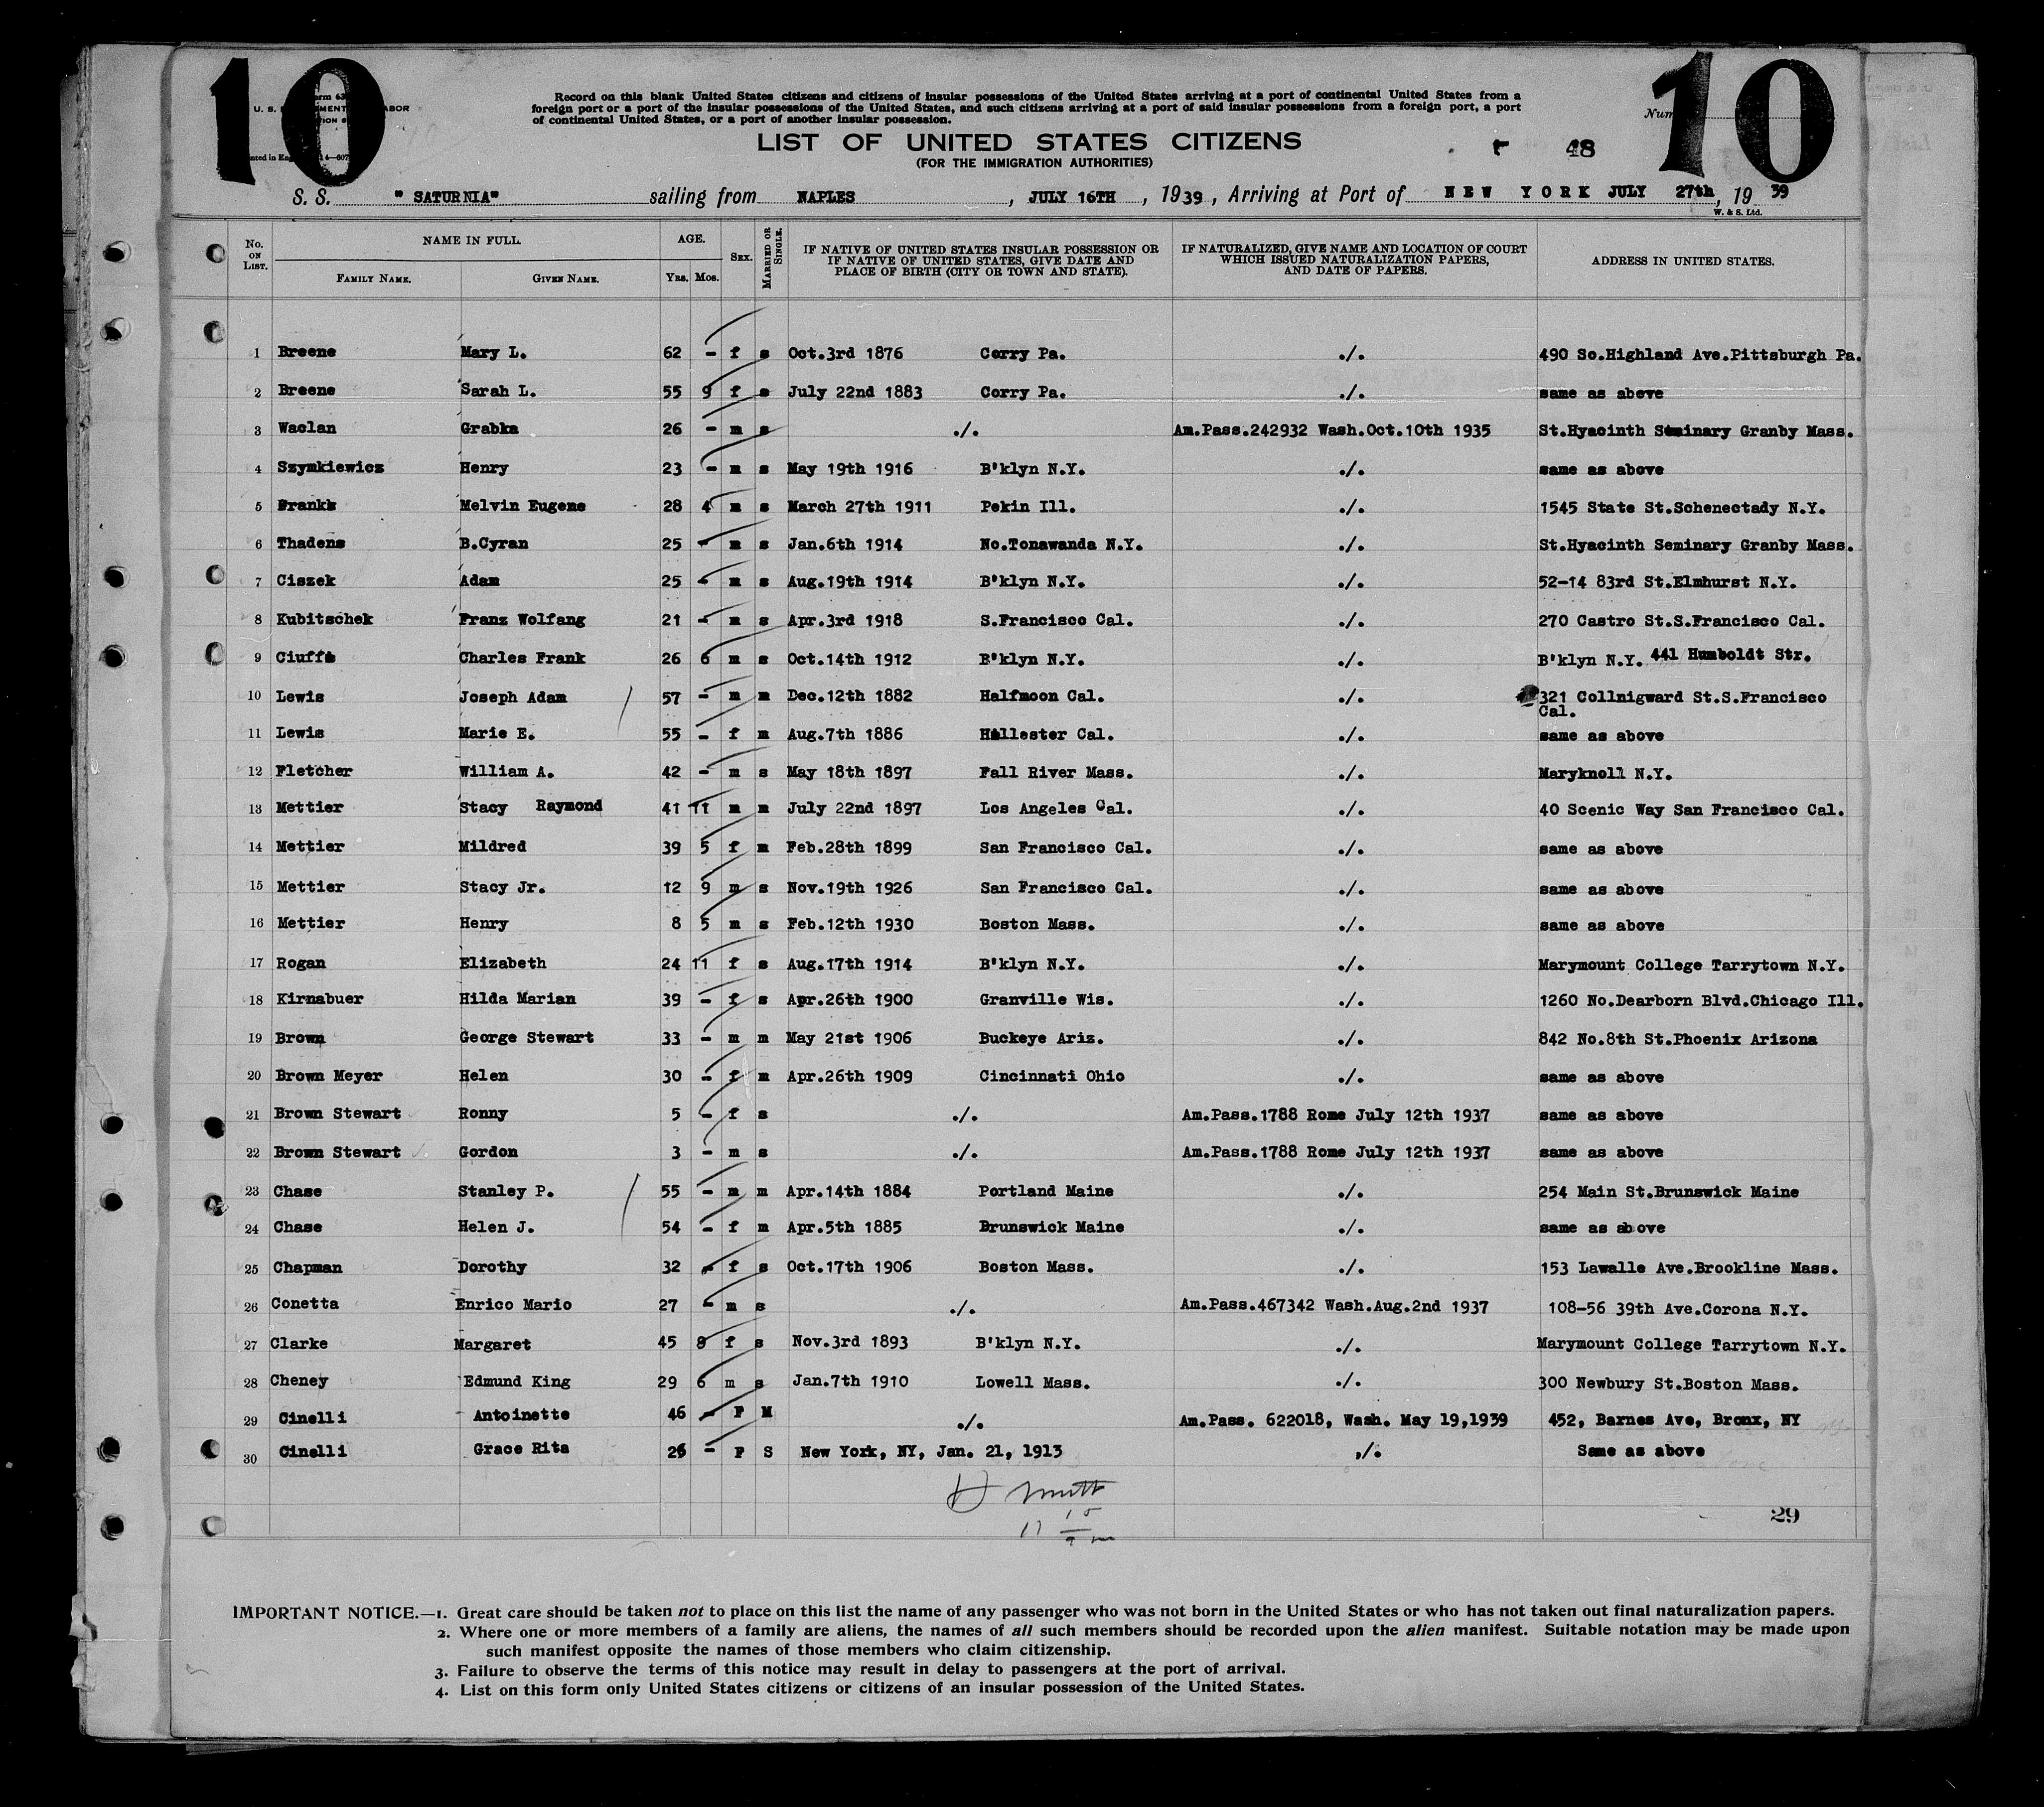 10
10
Record on this blank United States citizens and citizens of insular possessions of the United States arriving at a port of continental United States from a
foreign port or a port of the insular possessions of the United States, and such citizens arriving at a port of said insular possessions from a foreign port, a port
of continental United States, or a port of another insular possession.
LIST OF UNITED STATES CITIZENS
(FOR THE IMMIGRATION AUTHORITIES)
48
S. S. "SATURNIA" sailing from NAPLES, JULY 16TH, 1939, Arriving at Port of NEW YORK JULY 27th, 1939
W. & S. Ltd.
No. on List. NAME IN FULL. Family Name. Given Name. AGE. Yrs. Mos. Sex. Married or Single. IF NATIVE OF UNITED STATES INSULAR POSSESSION OR IF NATIVE OF UNITED STATES, GIVE DATE AND PLACE OF BIRTH (CITY OR TOWN AND STATE). IF NATURALIZED, GIVE NAME AND LOCATION OF COURT WHICH ISSUED NATURALIZATION PAPERS, AND DATE OF PAPERS. ADDRESS IN UNITED STATES.
1 Breene Mary L. 62 - f s Oct.3rd 1876 Corry Pa. ./. 490 So.Highland Ave.Pittsburgh Pa.
2 Breene Sarah L. 55 9 f s July 22nd 1883 Corry Pa. ./. same as above
3 Waclan Grabka 26 - m s ./. Am.Pass.242932 Wash.Oct.10th 1935 St.Hyacinth Seminary Granby Mass.
4 Szymkiewicz Henry 23 - m s May 19th 1916 B'klyn N.Y. ./. same as above
5 Franks Melvin Eugene 28 4 m s March 27th 1911 Pekin Ill. ./. 1545 State St.Schenectady N.Y.
6 Thadens B.Cyran 25 - m s Jan.6th 1914 No.Tonawanda N.Y. ./. St.Hyacinth Seminary Granby Mass.
7 Ciszek Adam 25 - m s Aug.19th 1914 B'klyn N.Y. ./. 52-14 83rd St.Elmhurst N.Y.
8 Kubitschek Franz Wolfang 21 - m s Apr.3rd 1918 S.Francisco Cal. ./. 270 Castro St.S.Francisco Cal.
9 Charles Frank 26 6 m s Oct.14th 1912 B'klyn N.Y. ./. B'klyn N.Y. 441 Humboldt Str.
10 Lewis Joseph Adam 57 - m m Dec.12th 1882 Halfmoon Cal. ./. 321 Collnigward St.S.Francisco
Cal.
11 Lewis Marie E. 55 - f m Aug.7th 1886 Hollester Cal. ./. same as above
12 Fletcher William A. 42 - m s May 18th 1897 Fall River Mass. ./. Maryknoll N.Y.
13 Mettier Stacy Raymond 41 11 m m July 22nd 1897 Los Angeles Cal. ./. 40 Scenic Way San Francisco Cal.
14 Mettier Mildred 39 5 f m Feb.28th 1899 San Francisco Cal. ./. same as above
15 Mettier Stacy Jr. 12 9 m s Nov.19th 1926 San Francisco Cal. ./. same as above
16 Mettier Henry 8 5 m s Feb.12th 1930 Boston Mass. ./. same as above
17 Rogan Elizabeth 24 11 f s Aug.17th 1914 B'klyn N.Y. ./. Marymount College Tarrytown N.Y.
18 Kirnabuer Hilda Marian 39 - f s Apr.26th 1900 Granville Wis. ./. 1260 No.Dearborn Blvd.Chicago Ill.
19 Brown George Stewart 33 - m m May 21st 1906 Buckeye Ariz. ./. 842 No.8th St.Phoenix Arizona
20 Brown Meyer Helen 30 - f m Apr.26th 1909 Cincinnati Ohio ./. same as above
21 Brown Stewart Ronny 5 - f s ./. Am.Pass.1788 Rome July 12th 1937 same as above
22 Brown Stewart Gordon 3 - m s ./. Am.Pass.1788 Rome July 12th 1937 same as above
23 Chase Stanley P. 55 - m m Apr.14th 1884 Portland Maine ./. 254 Main St.Brunswick Maine
24 Chase Helen J. 54 - f m Apr.5th 1885 Brunswick Maine ./. same as above
25 Chapman Dorothy 32 - f s Oct.17th 1906 Boston Mass. ./. 153 Lawalle Ave.Brookline Mass.
26 Conetta Enrico Mario 27 - m s ./. Am.Pass.467342 Wash.Aug.2nd 1937 108-56 39th Ave.Corona N.Y.
27 Clarke Margaret 45 8 f s Nov.3rd 1893 B'klyn N.Y. ./. Marymount College Tarrytown N.Y.
28 Cheney Edmund King 29 6 m s Jan.7th 1910 Lowell Mass. ./. 300 Newbury St.Boston Mass.
29 Cinelli Antoinette 46 - F M ./. Am.Pass. 622018, Wash. May 19,1939 452, Barnes Ave, Bronx, NY
30 Cinelli Grace Rita 26 - F S New York, NY, Jan. 21, 1913 ./. Same as above
29
IMPORTANT NOTICE.—1. Great care should be taken not to place on this list the name of any passenger who was not born in the United States or who has not taken out final naturalization papers.
2. Where one or more members of a family are aliens, the names of all such members should be recorded upon the alien manifest. Suitable notation may be made upon
such manifest opposite the names of those members who claim citizenship.
3. Failure to observe the terms of this notice may result in delay to passengers at the port of arrival.
4. List on this form only United States citizens or citizens of an insular possession of the United States.